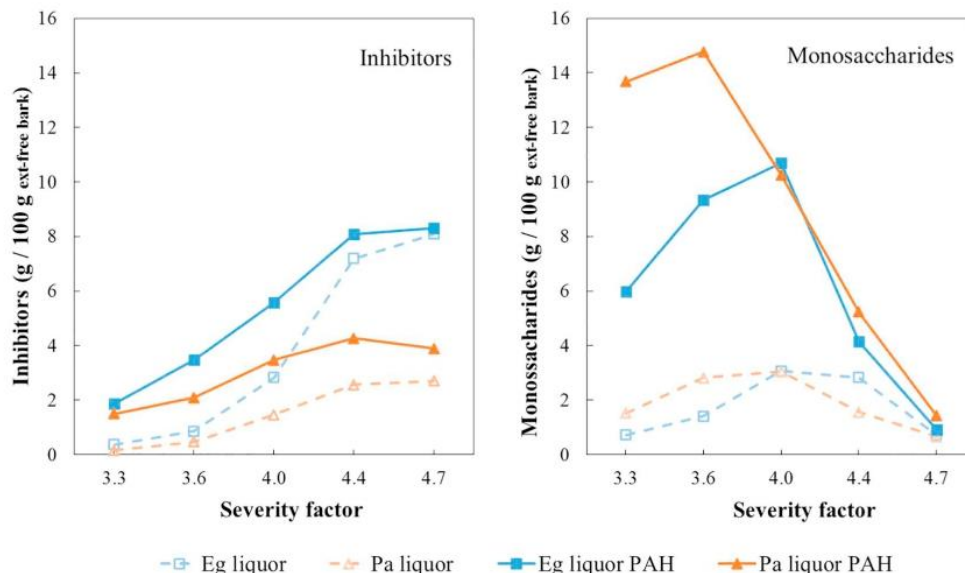 Inhibitors (g / 100 g ext-free bark)
16
14
12
10
8
6
4
2
0
Inhibitors
3.3 3.6 4.0 4.4 4.7
Severity factor
Monossacharides (g / 100 g ext-free bark)
16
14
12
10
8
6
4
2
0
Monosaccharides
3.3 3.6 4.0 4.4 4.7
Severity factor
Eg liquor Pa liquor Eg liquor PAH Pa liquor PAH